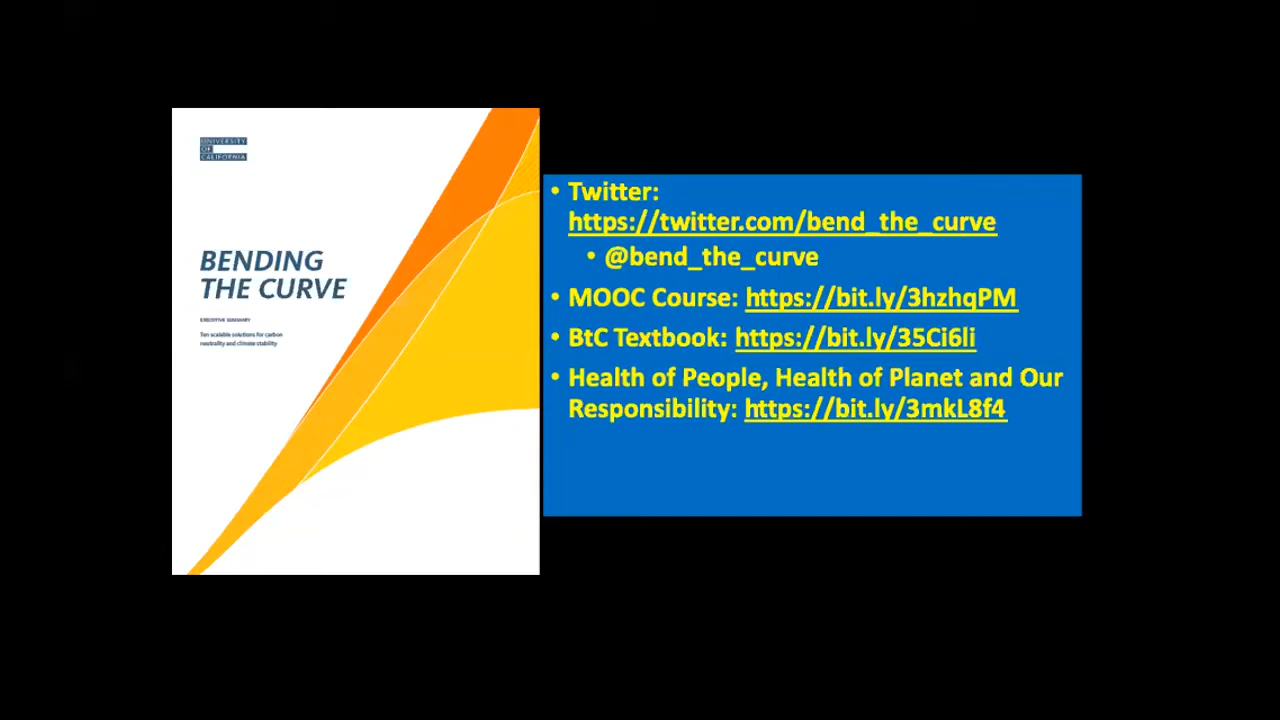 UNIVERSITY
OF
CALIFORNIA
BENDING
THE CURVE
EXECUTIVE SUMMARY
Ten scalable solutions for carbon
neutrality and climate stability
• Twitter:
https://twitter.com/bend_the_curve
• @bend_the_curve
• MOOC Course: https://bit.ly/3hzhqPM
• BtC Textbook: https://bit.ly/35Ci6li
• Health of People, Health of Planet and Our
Responsibility: https://bit.ly/3mkL8f4